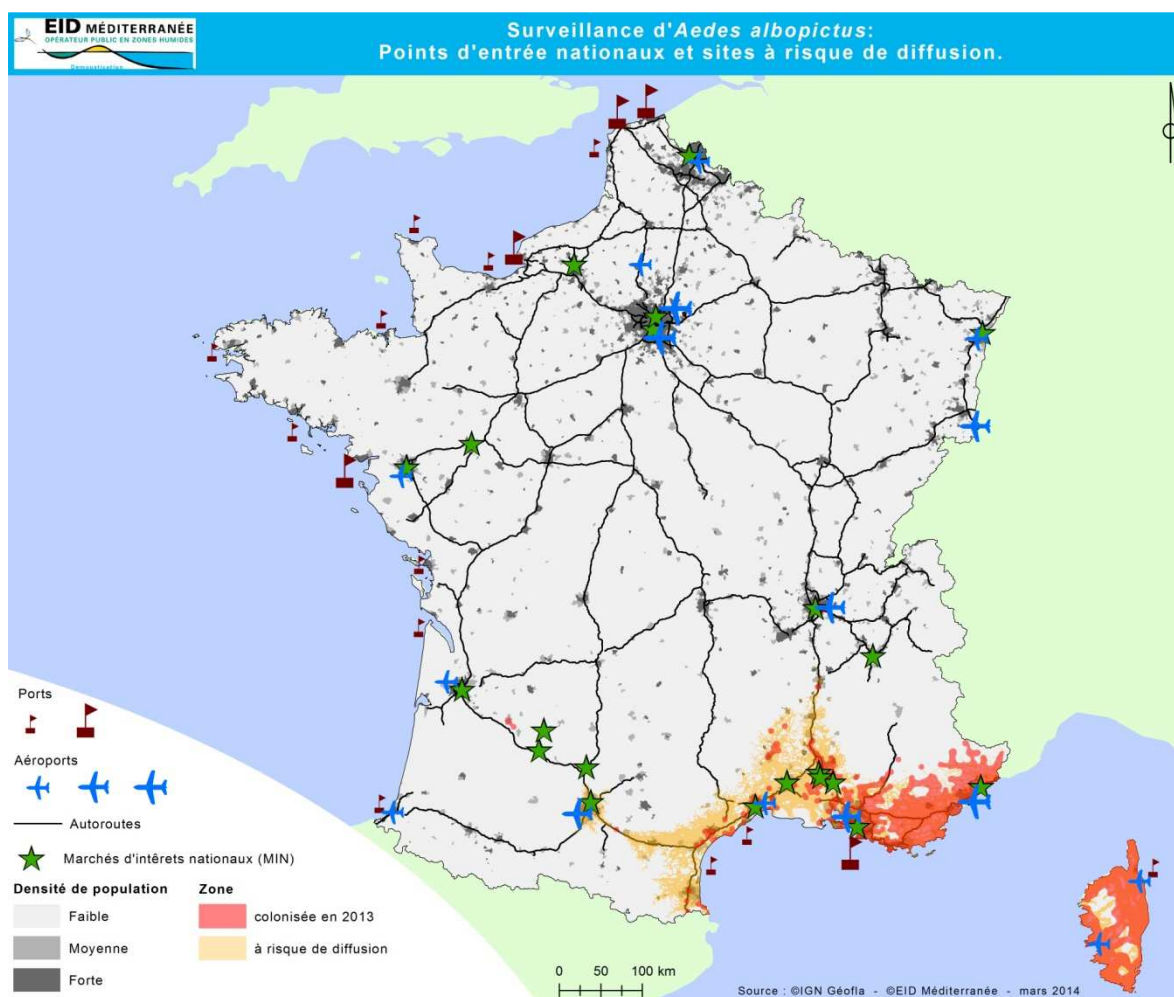 EID MÉDITERRANÉE
OPÉRATEUR PUBLIC EN ZONES HUMIDES
Démoustication
Surveillance d'Aedes albopictus:
Points d'entrée nationaux et sites à risque de diffusion.
Ports
Aéroports
Autoroutes
Marchés d'intêrets nationaux (MIN)
Densité de population
Faible
Moyenne
Forte
Zone
colonisée en 2013
à risque de diffusion
0 50 100 km
Source : ©IGN Géofla - ©EID Méditerranée - mars 2014